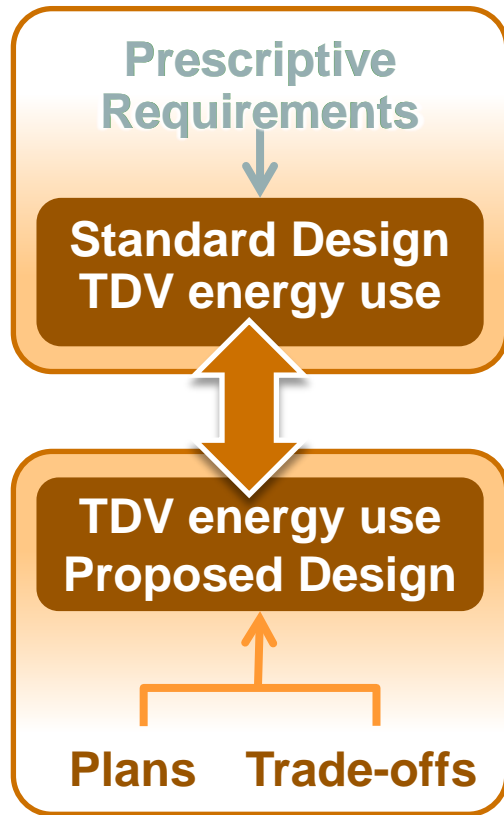 Prescriptive
Requirements
Standard Design
TDV energy use
TDV energy use
Proposed Design
Plans Trade-offs